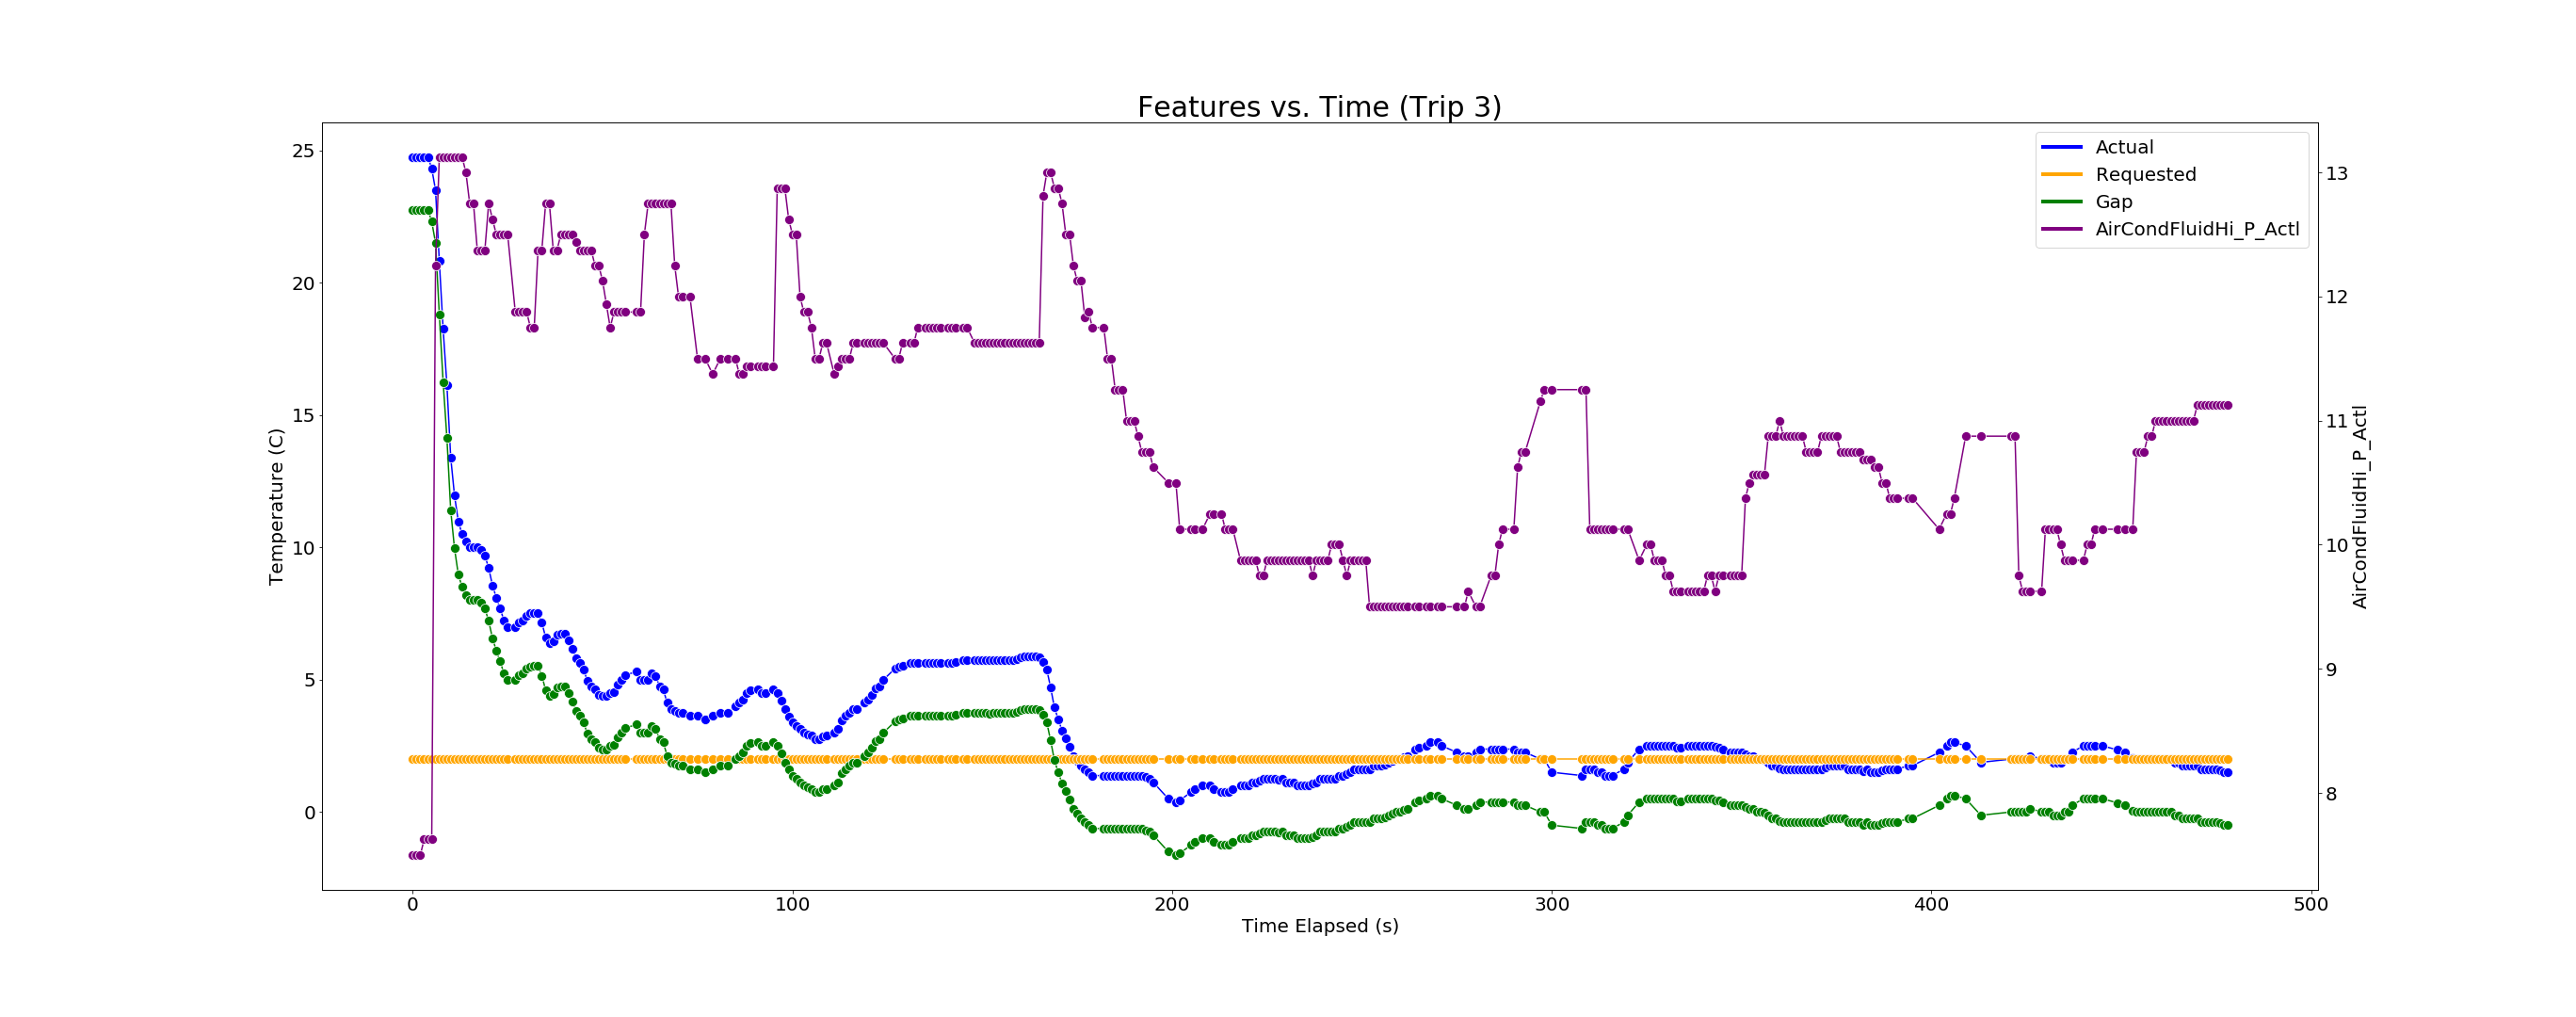 Features vs. Time (Trip 3)
25
20
15
10
5
0
Temperature (C)
Actual
Requested
Gap
AirCondFluidHi_P_Actl
13
12
11
10
9
8
AirCondFluidHi_P_Actl
0 100 200 300 400 500
Time Elapsed (s)